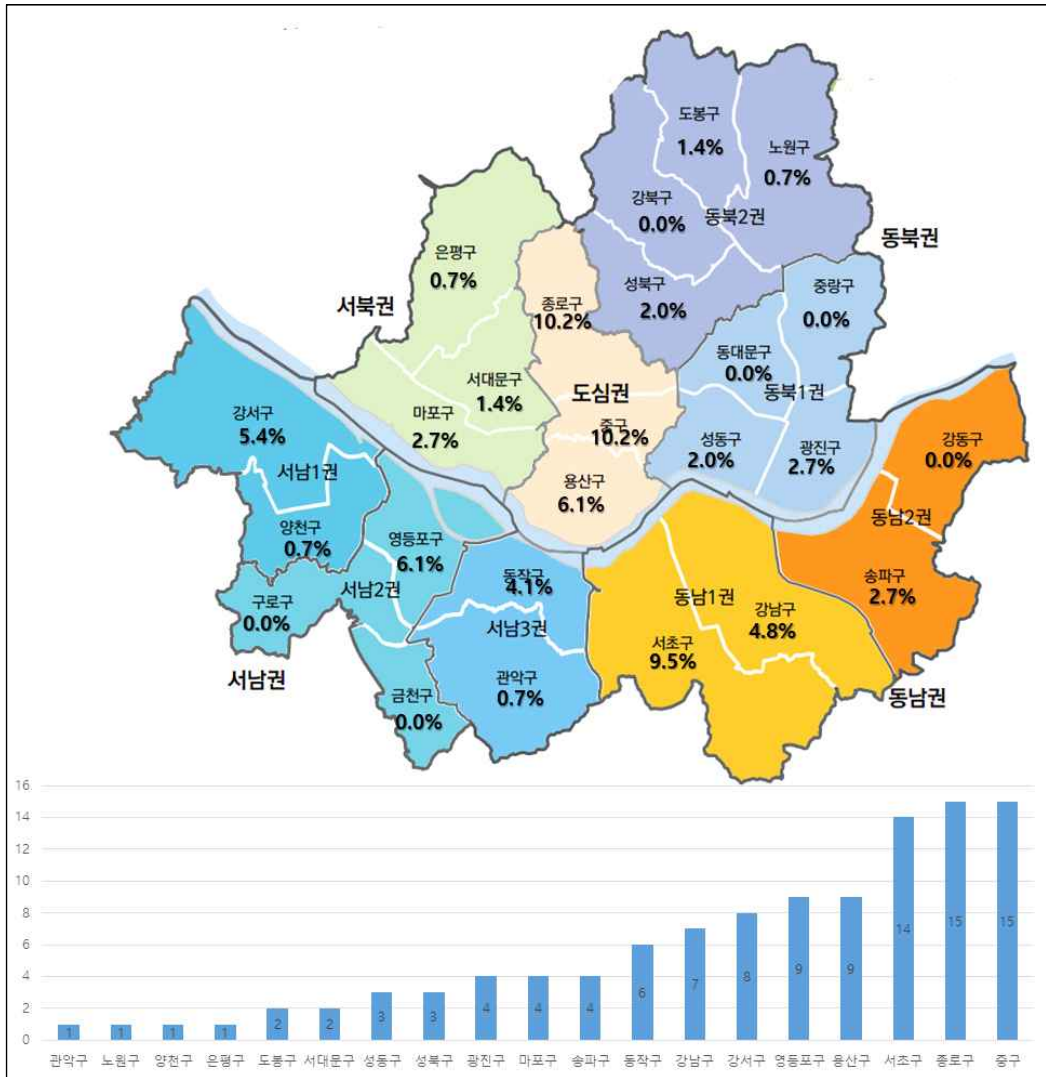 도봉구
1.4%
노원구
0.7%
강북구
0.0%
동북2권
동북권
은평구
0.7%
성북구
2.0%
중랑구
0.0%
서북권
종로구
10.2%
동대문구
0.0%
동북1권
서대문구
1.4%
도심권
마포구
2.7%
중구
10.2%
성동구
2.0%
광진구
2.7%
강서구
5.4%
서남1권
강동구
0.0%
용산구
6.1%
동남2권
양천구
0.7%
영등포구
6.1%
서남2권
동작구
4.1%
송파구
2.7%
구로구
0.0%
서남3권
동남1권
강남구
4.8%
서초구
9.5%
서남권
관악구
0.7%
금천구
0.0%
동남권
16
14
12
10
8
6
4
2
0
1 1 1 1 2 2 3 3 4 4 4 6 7 8 9 9 14 15 15
관악구 노원구 양천구 은평구 도봉구 서대문구 성동구 성북구 광진구 마포구 송파구 동작구 강남구 강서구 영등포구 용산구 서초구 종로구 중구